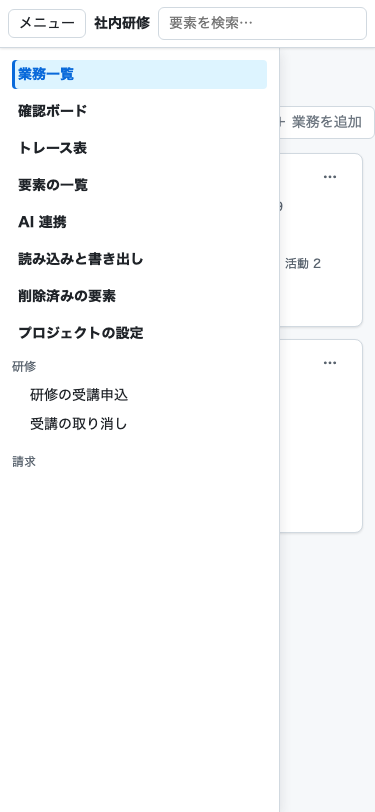 メニュー 社内研修 要素を検索…
業務一覧
確認ボード
トレース表
要素の一覧
AI 連携
読み込みと書き出し
削除済みの要素
プロジェクトの設定
研修
研修の受講申込
受講の取り消し
請求
業務を追加
…
9
活動 2
…